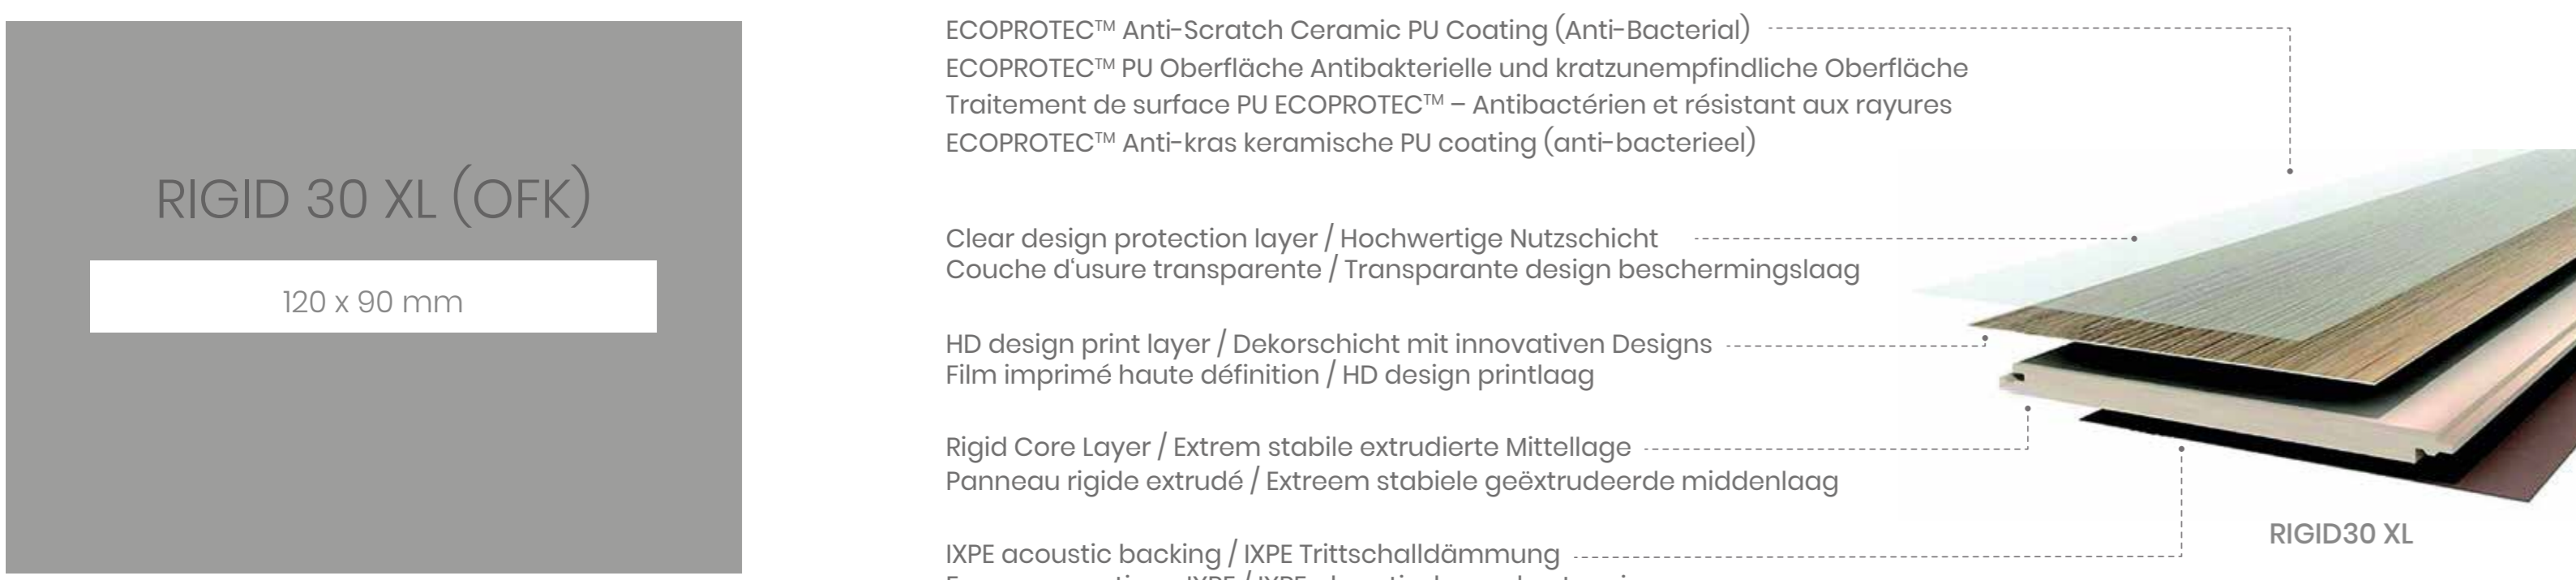 RIGID 30 XL (OFK)
120 x 90 mm
ECOPROTEC™ Anti-Scratch Ceramic PU Coating (Anti-Bacterial)
ECOPROTEC™ PU Oberfläche Antibakterielle und kratzunempfindliche Oberfläche
Traitement de surface PU ECOPROTEC™ – Antibactérien et résistant aux rayures
ECOPROTEC™ Anti-kras keramische PU coating (anti-bacterieel)
Clear design protection layer / Hochwertige Nutzschicht
Couche d‘usure transparente / Transparante design beschermingslaag
HD design print layer / Dekorschicht mit innovativen Designs
Film imprimé haute définition / HD design printlaag
Rigid Core Layer / Extrem stabile extrudierte Mittellage
Panneau rigide extrudé / Extreem stabiele geëxtrudeerde middenlaag
IXPE acoustic backing / IXPE Trittschalldämmung
RIGID30 XL